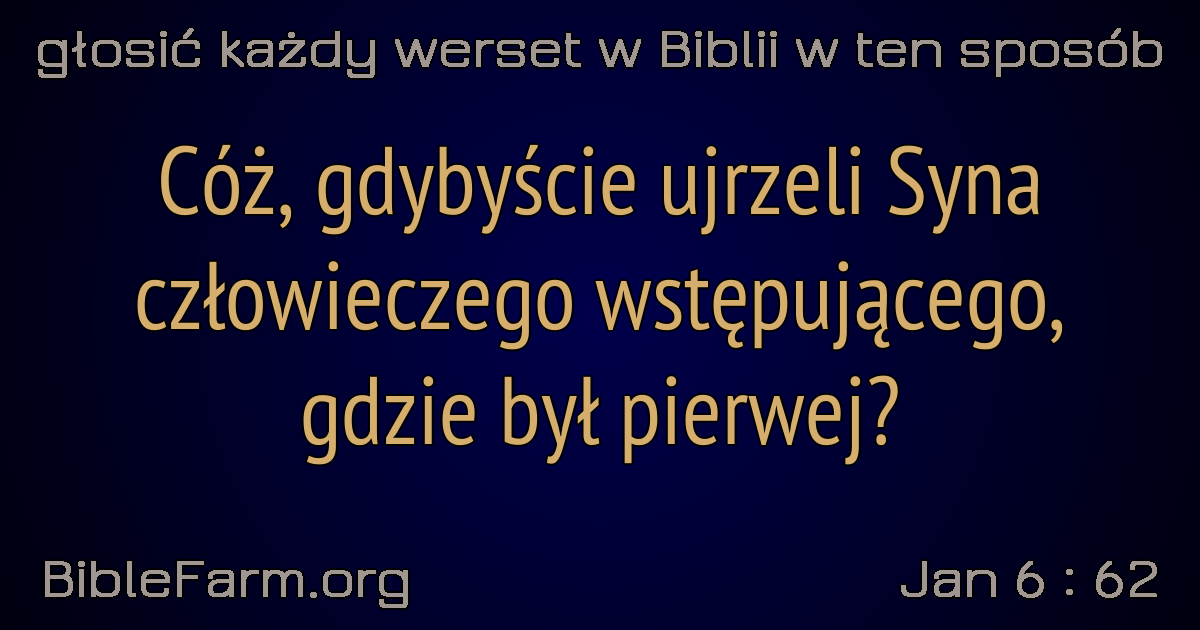 głosić każdy werset w Biblii w ten sposób
Cóż, gdybyście ujrzeli Syna
człowieczego wstępującego,
gdzie był pierwej?
BibleFarm.org
Jan 6 : 62